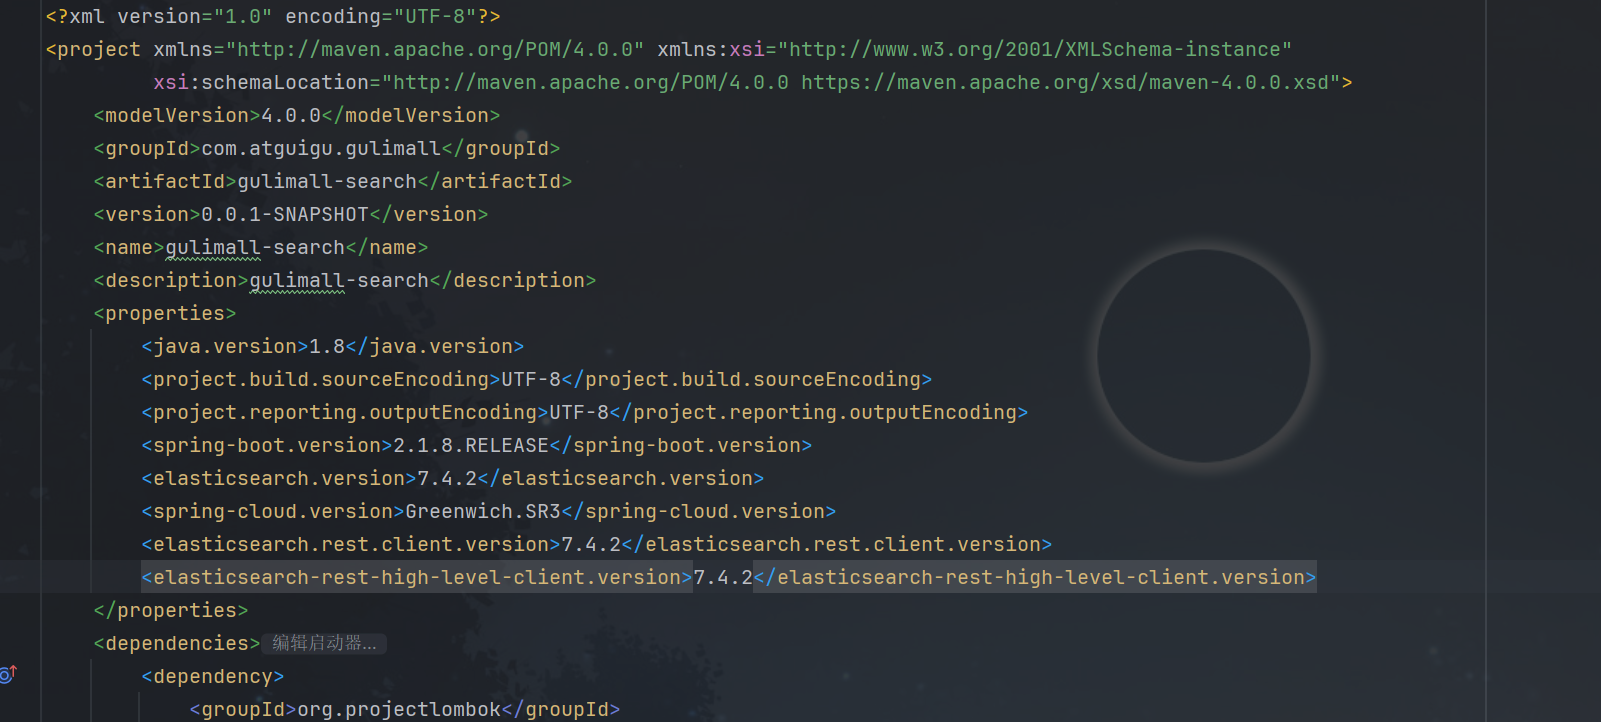 <?xml version="1.0" encoding="UTF-8"?>
<project xmlns="http://maven.apache.org/POM/4.0.0" xmlns:xsi="http://www.w3.org/2001/XMLSchema-instance"
         xsi:schemaLocation="http://maven.apache.org/POM/4.0.0 https://maven.apache.org/xsd/maven-4.0.0.xsd">
    <modelVersion>4.0.0</modelVersion>
    <groupId>com.atguigu.gulimall</groupId>
    <artifactId>gulimall-search</artifactId>
    <version>0.0.1-SNAPSHOT</version>
    <name>gulimall-search</name>
    <description>gulimall-search</description>
    <properties>
        <java.version>1.8</java.version>
        <project.build.sourceEncoding>UTF-8</project.build.sourceEncoding>
        <project.reporting.outputEncoding>UTF-8</project.reporting.outputEncoding>
        <spring-boot.version>2.1.8.RELEASE</spring-boot.version>
        <elasticsearch.version>7.4.2</elasticsearch.version>
        <spring-cloud.version>Greenwich.SR3</spring-cloud.version>
        <elasticsearch.rest.client.version>7.4.2</elasticsearch.rest.client.version>
        <elasticsearch-rest-high-level-client.version>7.4.2</elasticsearch-rest-high-level-client.version>
    </properties>
    <dependencies> 编辑启动器...
        <dependency>
            <groupId>org.projectlombok</groupId>